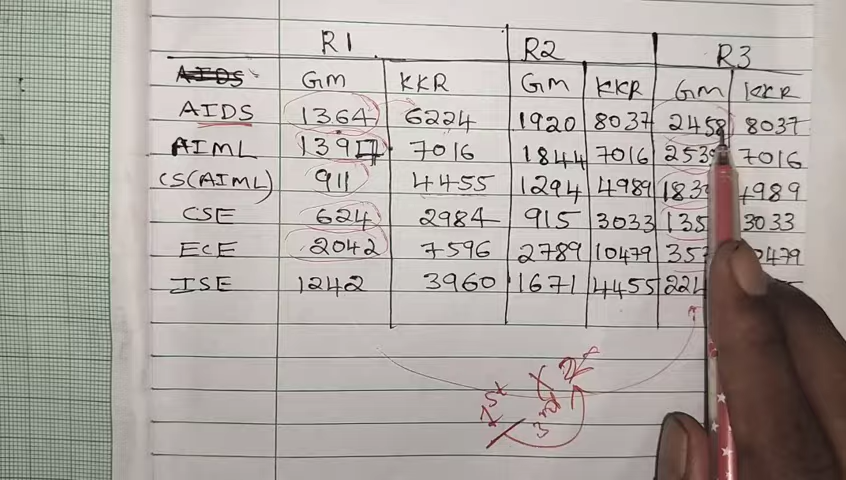 R1 R2 R3
GM KKR GM KKR GM KKR
AIDS 1364 6224 1920 8037 2458 8037
AIML 1397 7016 1844 7016 7016
CS(AIML) 911 4455 1294 4989 4989
CSE 624 2984 915 3033 3033
ECE 2042 7596 2789 10479
ISE 1242 3960 1671 4455
1st X
3rd